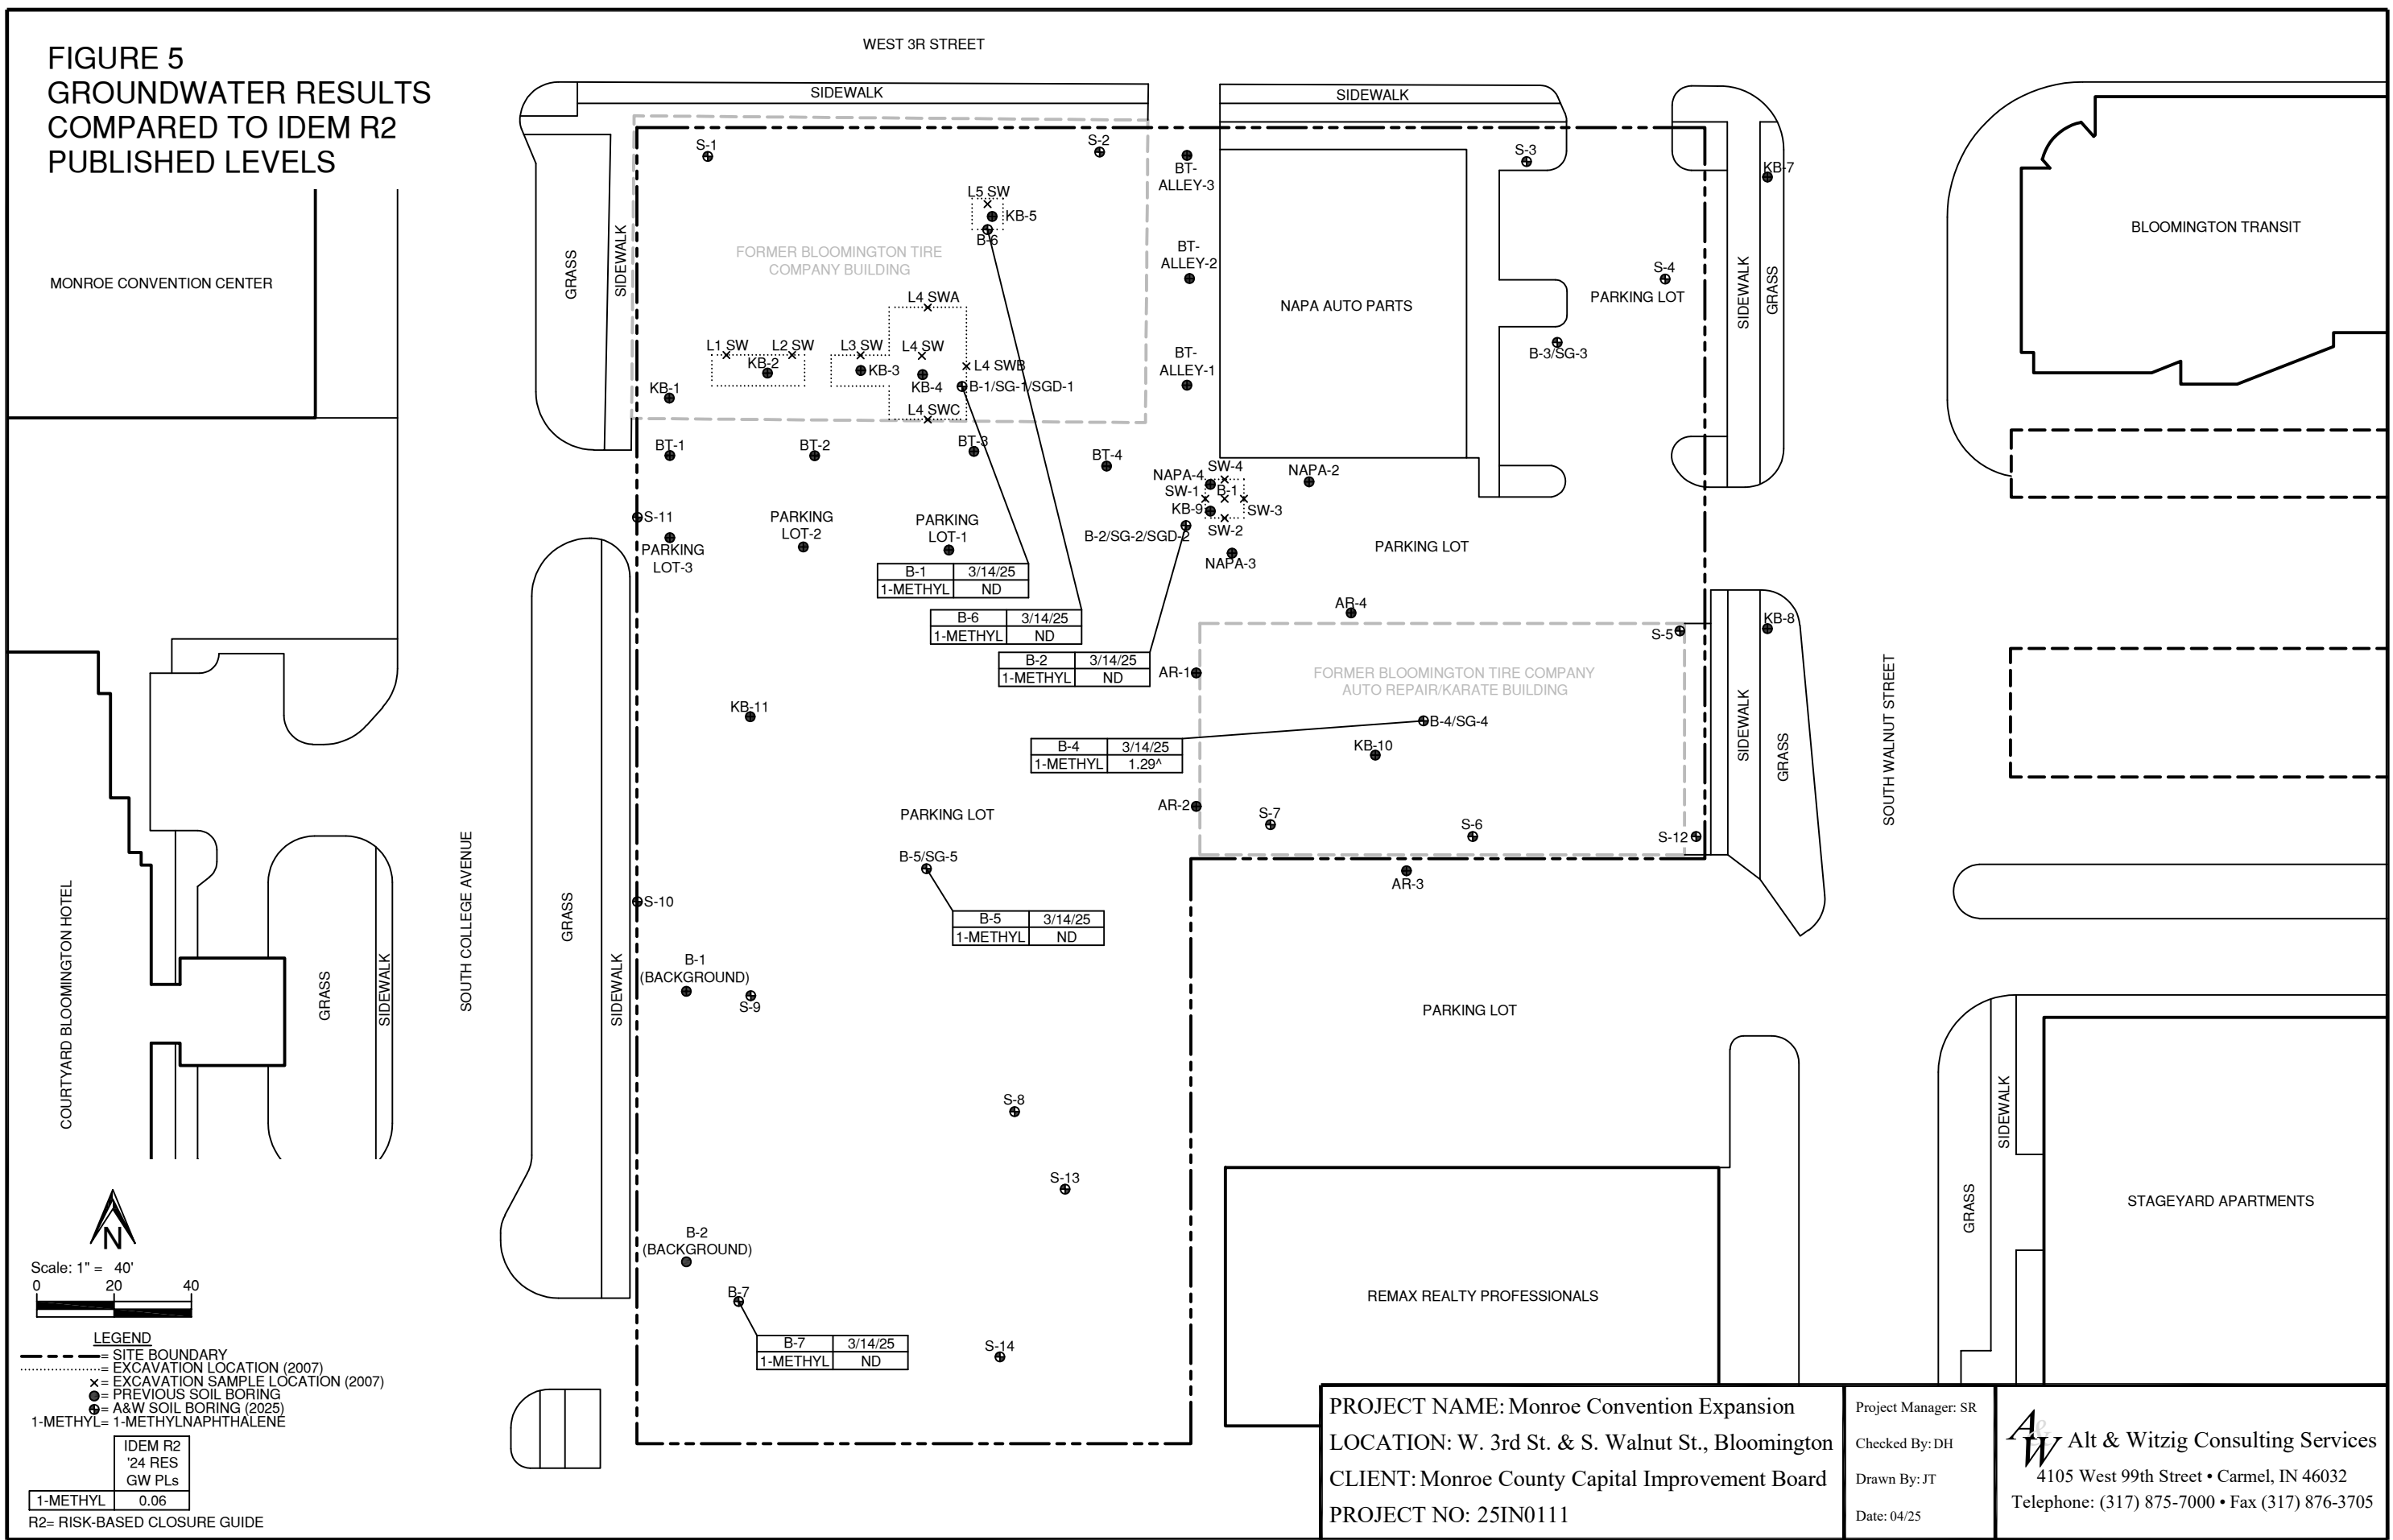 FIGURE 5
GROUNDWATER RESULTS
COMPARED TO IDEM R2
PUBLISHED LEVELS
WEST 3R STREET
SIDEWALK
SIDEWALK
S-1
S-2
BT-
ALLEY-3
S-3
KB-7
L5 SW
KB-5
B-6
FORMER BLOOMINGTON TIRE
COMPANY BUILDING
BT-
ALLEY-2
BLOOMINGTON TRANSIT
MONROE CONVENTION CENTER
GRASS
SIDEWALK
NAPA AUTO PARTS
S-4
PARKING LOT
SIDEWALK
GRASS
L4 SWA
L1 SW
L2 SW
KB-2
L3 SW
KB-3
L4 SW
KB-4
L4 SWB
B-1/SG-1/SGD-1
L4 SWC
BT-
ALLEY-1
B-3/SG-3
KB-1
BT-1
BT-2
BT-3
BT-4
NAPA-4
SW-4
SW-1
B-1
KB-9
SW-3
SW-2
NAPA-2
B-2/SG-2/SGD-2
NAPA-3
PARKING LOT
S-11
PARKING
LOT-3
PARKING
LOT-2
PARKING
LOT-1
B-1 3/14/25
1-METHYL ND
B-6 3/14/25
1-METHYL ND
B-2 3/14/25
1-METHYL ND
AR-4
S-5
KB-8
AR-1
FORMER BLOOMINGTON TIRE COMPANY
AUTO REPAIR/KARATE BUILDING
SIDEWALK
GRASS
SOUTH WALNUT STREET
KB-11
B-4/SG-4
B-4 3/14/25
1-METHYL 1.29^
KB-10
AR-2
S-7
S-6
S-12
AR-3
PARKING LOT
B-5/SG-5
B-5 3/14/25
1-METHYL ND
COURTYARD BLOOMINGTON HOTEL
GRASS
SIDEWALK
SOUTH COLLEGE AVENUE
GRASS
SIDEWALK
S-10
B-1
(BACKGROUND)
S-9
PARKING LOT
S-8
S-13
B-2
(BACKGROUND)
B-7
B-7 3/14/25
1-METHYL ND
S-14
SIDEWALK
GRASS
STAGEYARD APARTMENTS
REMAX REALTY PROFESSIONALS
N
Scale: 1" = 40'
0 20 40
LEGEND
= SITE BOUNDARY
= EXCAVATION LOCATION (2007)
= EXCAVATION SAMPLE LOCATION (2007)
= PREVIOUS SOIL BORING
= A&W SOIL BORING (2025)
1-METHYL= 1-METHYLNAPHTHALENE
IDEM R2
'24 RES
GW PLs
1-METHYL 0.06
R2= RISK-BASED CLOSURE GUIDE
PROJECT NAME: Monroe Convention Expansion
LOCATION: W. 3rd St. & S. Walnut St., Bloomington
CLIENT: Monroe County Capital Improvement Board
PROJECT NO: 25IN0111
Project Manager: SR
Checked By: DH
Drawn By: JT
Date: 04/25
A&W Alt & Witzig Consulting Services
4105 West 99th Street • Carmel, IN 46032
Telephone: (317) 875-7000 • Fax (317) 876-3705